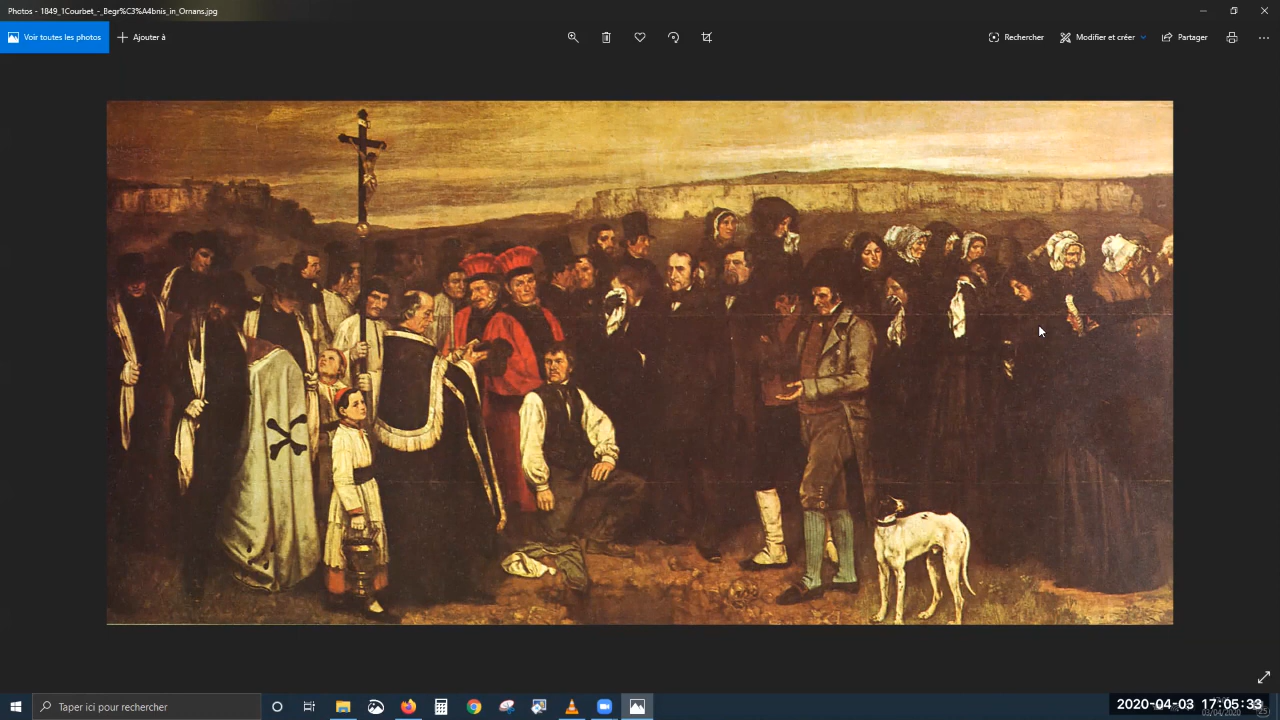 Photos - 1849_1Courbet_-_Begr%C3%A4bnis_in_Ornans.jpg
Voir toutes les photos
Ajouter à
Rechercher
Modifier et créer
Partager
Taper ici pour rechercher
2020-04-03 17:05:33